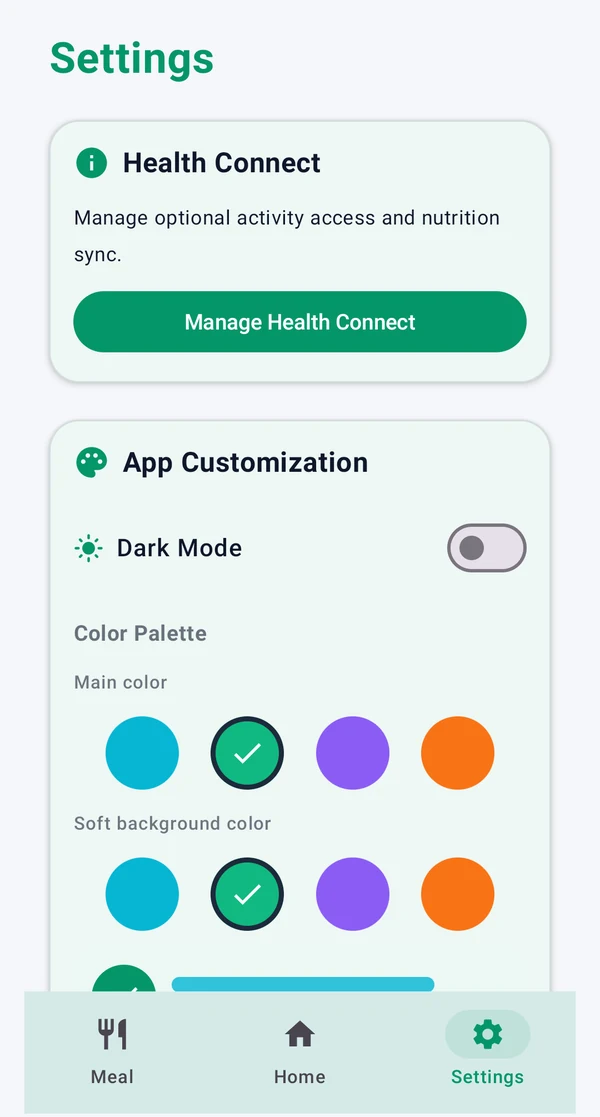 Settings
Health Connect
Manage optional activity access and nutrition
sync.
Manage Health Connect
App Customization
Dark Mode
Color Palette
Main color
Soft background color
Meal
Home
Settings